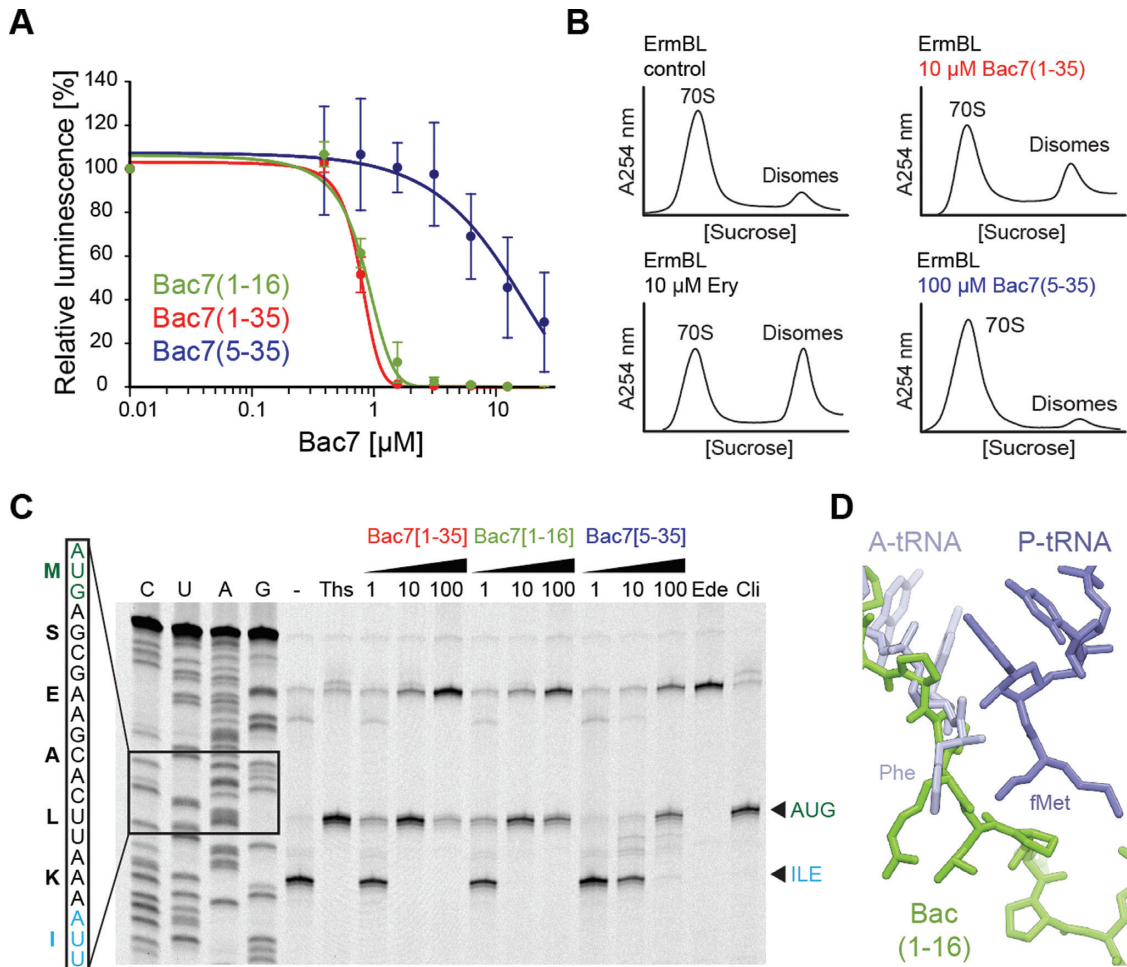 A
Relative luminescence [%]
140
120
100
80
60
40
20
0
Bac7(1-16)
Bac7(1-35)
Bac7(5-35)
0.01
0.1
1
10
Bac7 [µM]
B
ErmBL
control
70S
Disomes
A254 nm
[Sucrose]
ErmBL
10 µM Bac7(1-35)
70S
Disomes
A254 nm
[Sucrose]
ErmBL
10 µM Ery
70S
Disomes
A254 nm
[Sucrose]
ErmBL
100 µM Bac7(5-35)
70S
Disomes
A254 nm
[Sucrose]
C
Bac7[1-35] Bac7[1-16] Bac7[5-35]
C U A G - Ths 1 10 100 1 10 100 1 10 100 Ede Cli
M
S
E
A
L
K
I
A
U
G
A
G
C
G
A
A
G
C
A
C
U
U
A
A
A
A
U
U
AUG
ILE
D
A-tRNA
P-tRNA
Phe
fMet
Bac
(1-16)